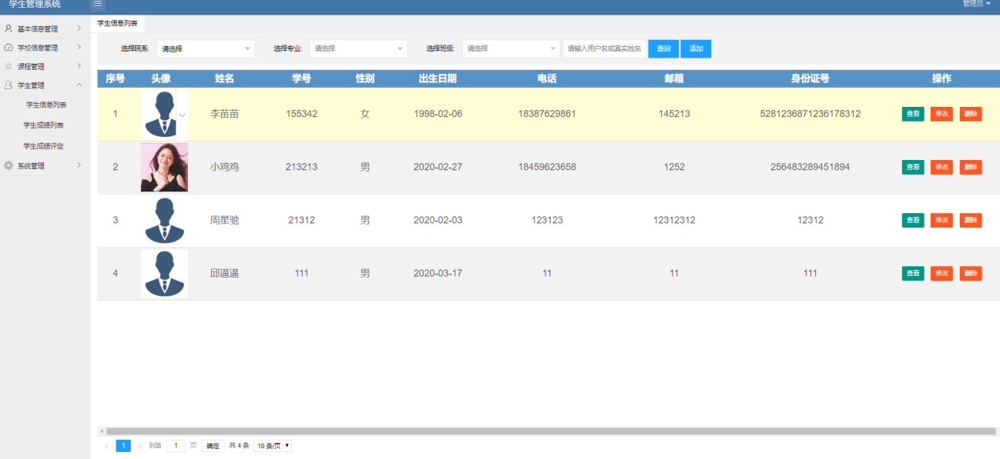 学生管理系统
管理员
基本信息管理
学校信息管理
课程管理
学生管理
学生信息列表
学生成绩列表
学生成绩评定
系统管理
学生信息列表
选择院系: 请选择 选择专业: 请选择 选择班级: 请选择 请输入用户名或真实姓名 查询 添加
序号 头像 姓名 学号 性别 出生日期 电话 邮箱 身份证号 操作
1 李苗苗 155342 女 1998-02-06 18387629861 145213 5281236871236178312 查看 修改 删除
2 小鸡鸡 213213 男 2020-02-27 18459623658 1252 256483289451894 查看 修改 删除
3 周星驰 21312 男 2020-02-03 123123 12312312 12312 查看 修改 删除
4 邱逼逼 111 男 2020-03-17 11 11 111 查看 修改 删除
1 到第 1 页 确定 共 4 条 10 条/页